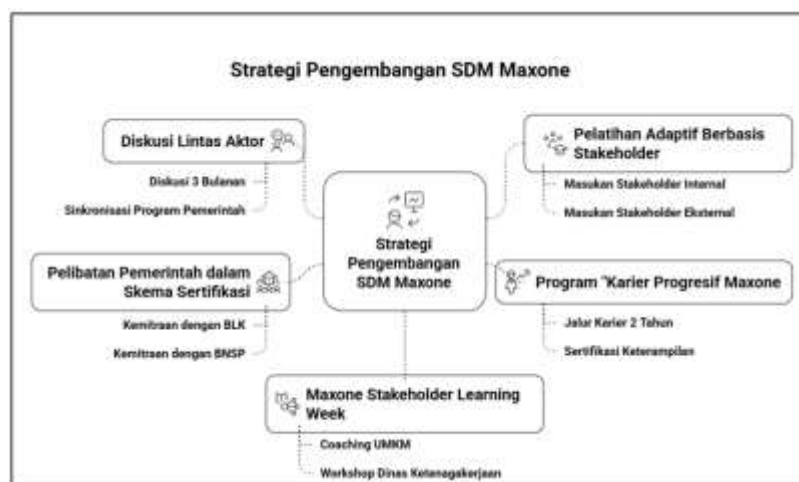 Strategi Pengembangan SDM Maxone
Diskusi Lintas Aktor
Diskusi 3 Bulanan
Sinkronisasi Program Pemerintah
Pelibatan Pemerintah dalam
Skema Sertifikasi
Kemitraan dengan BLK
Kemitraan dengan BNSP
Strategi
Pengembangan
SDM Maxone
Pelatihan Adaptif Berbasis
Stakeholder
Masukan Stakeholder Internal
Masukan Stakeholder Eksternal
Program "Karier Progresif Maxone
Jalur Karier 2 Tahun
Sertifikasi Keterampilan
Maxone Stakeholder Learning
Week
Coaching UMKM
Workshop Dinas Ketenagakerjaan